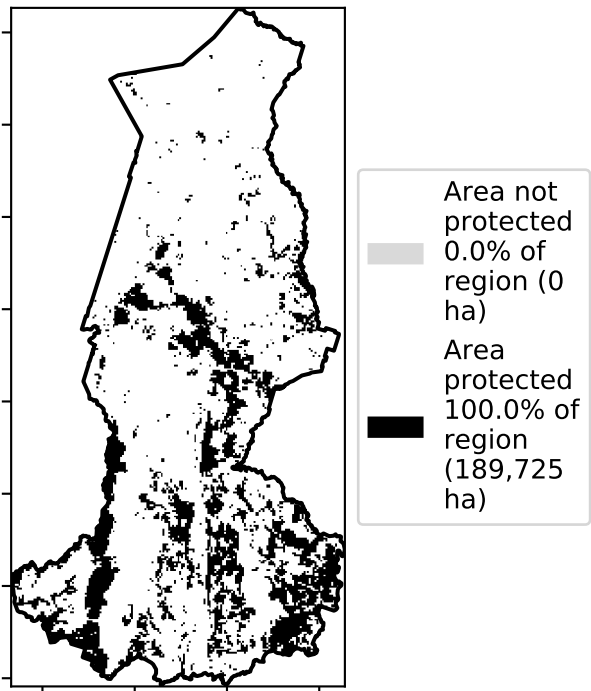 Area not
protected
0.0% of
region (0
ha)
Area
protected
100.0% of
region
(189,725
ha)